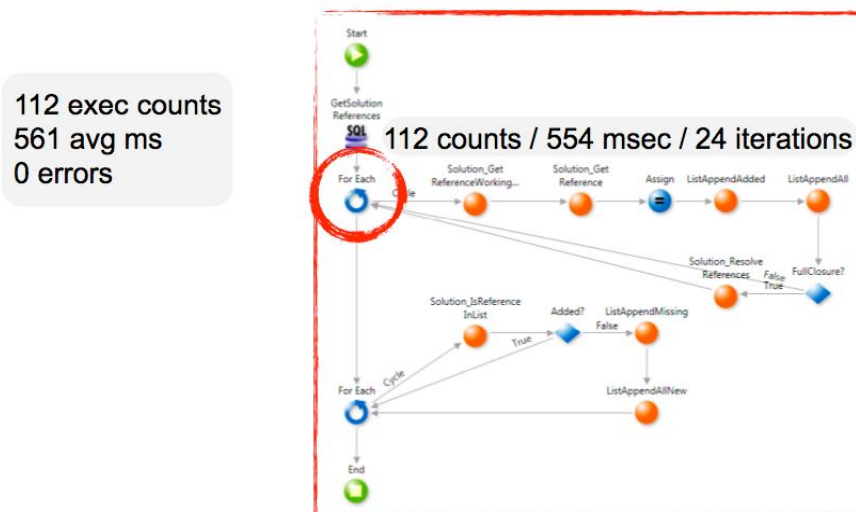 112 exec counts
561 avg ms
0 errors
Start
GetSolution
References
SQL
112 counts / 554 msec / 24 iterations
For Each
Cycle
Solution_Get
ReferenceWorking...
Solution_Get
Reference
Assign
ListAppendAdded
ListAppendAll
Solution_Resolve
References
False
True
FullClosure?
Solution_IsReference
InList
Added?
False
True
ListAppendMissing
Cycle
For Each
ListAppendAllNew
End